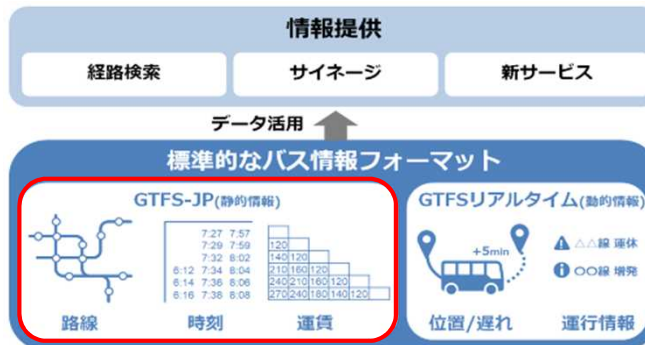 情報提供
経路検索
サイネージ
新サービス
データ活用
標準的なバス情報フォーマット
GTFS-JP(静的情報)
7:27 7:57
7:29 7:59
7:32 8:02
6:12 7:34 8:04
6:14 7:36 8:06
6:16 7:38 8:08
120
140 120
210 160 120
240 210 160 120
270 240 180 140 120
路線
時刻
運賃
GTFSリアルタイム(動的情報)
+5min
△△線 運休
〇〇線 増発
位置/遅れ
運行情報